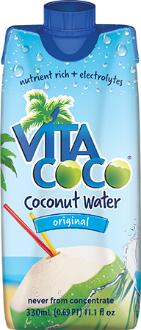 nutrient rich + electrolytes
VITA
COCO
Coconut Water
original
never from concentrate
330ml (0.69 PT) 11.1 fl oz